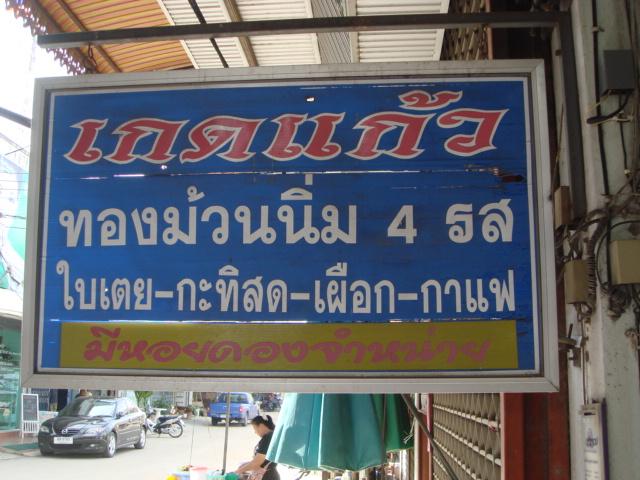 เกดแก้ว
ทองม้วนนิ่ม 4 รส
ใบเตย-กะทิสด-เผือก-กาแฟ
มีหอยดองจำหน่าย